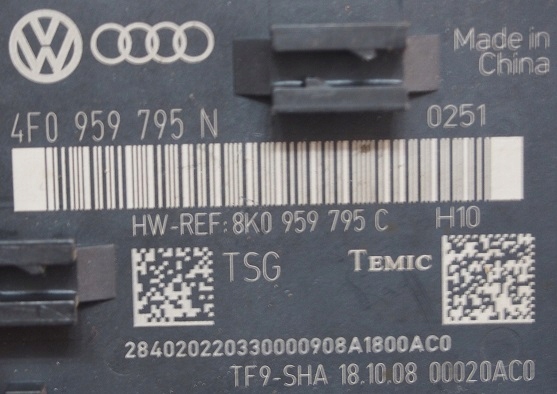 Made in
China
4F0 959 795 N 0251
HW-REF: 8K0 959 795 C H10
TSG TEMIC
284020220330000908A1800AC0
TF9-SHA 18.10.08 00020AC0